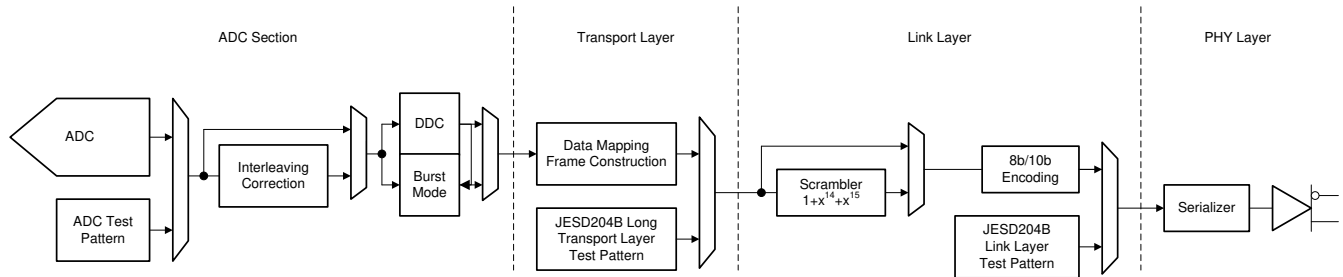 ADC Section
Transport Layer
Link Layer
PHY Layer
ADC
ADC Test
Pattern
Interleaving
Correction
DDC
Burst
Mode
Data Mapping
Frame Construction
JESD204B Long
Transport Layer
Test Pattern
Scrambler
1+x¹⁴+x¹⁵
8b/10b
Encoding
JESD204B
Link Layer
Test Pattern
Serializer